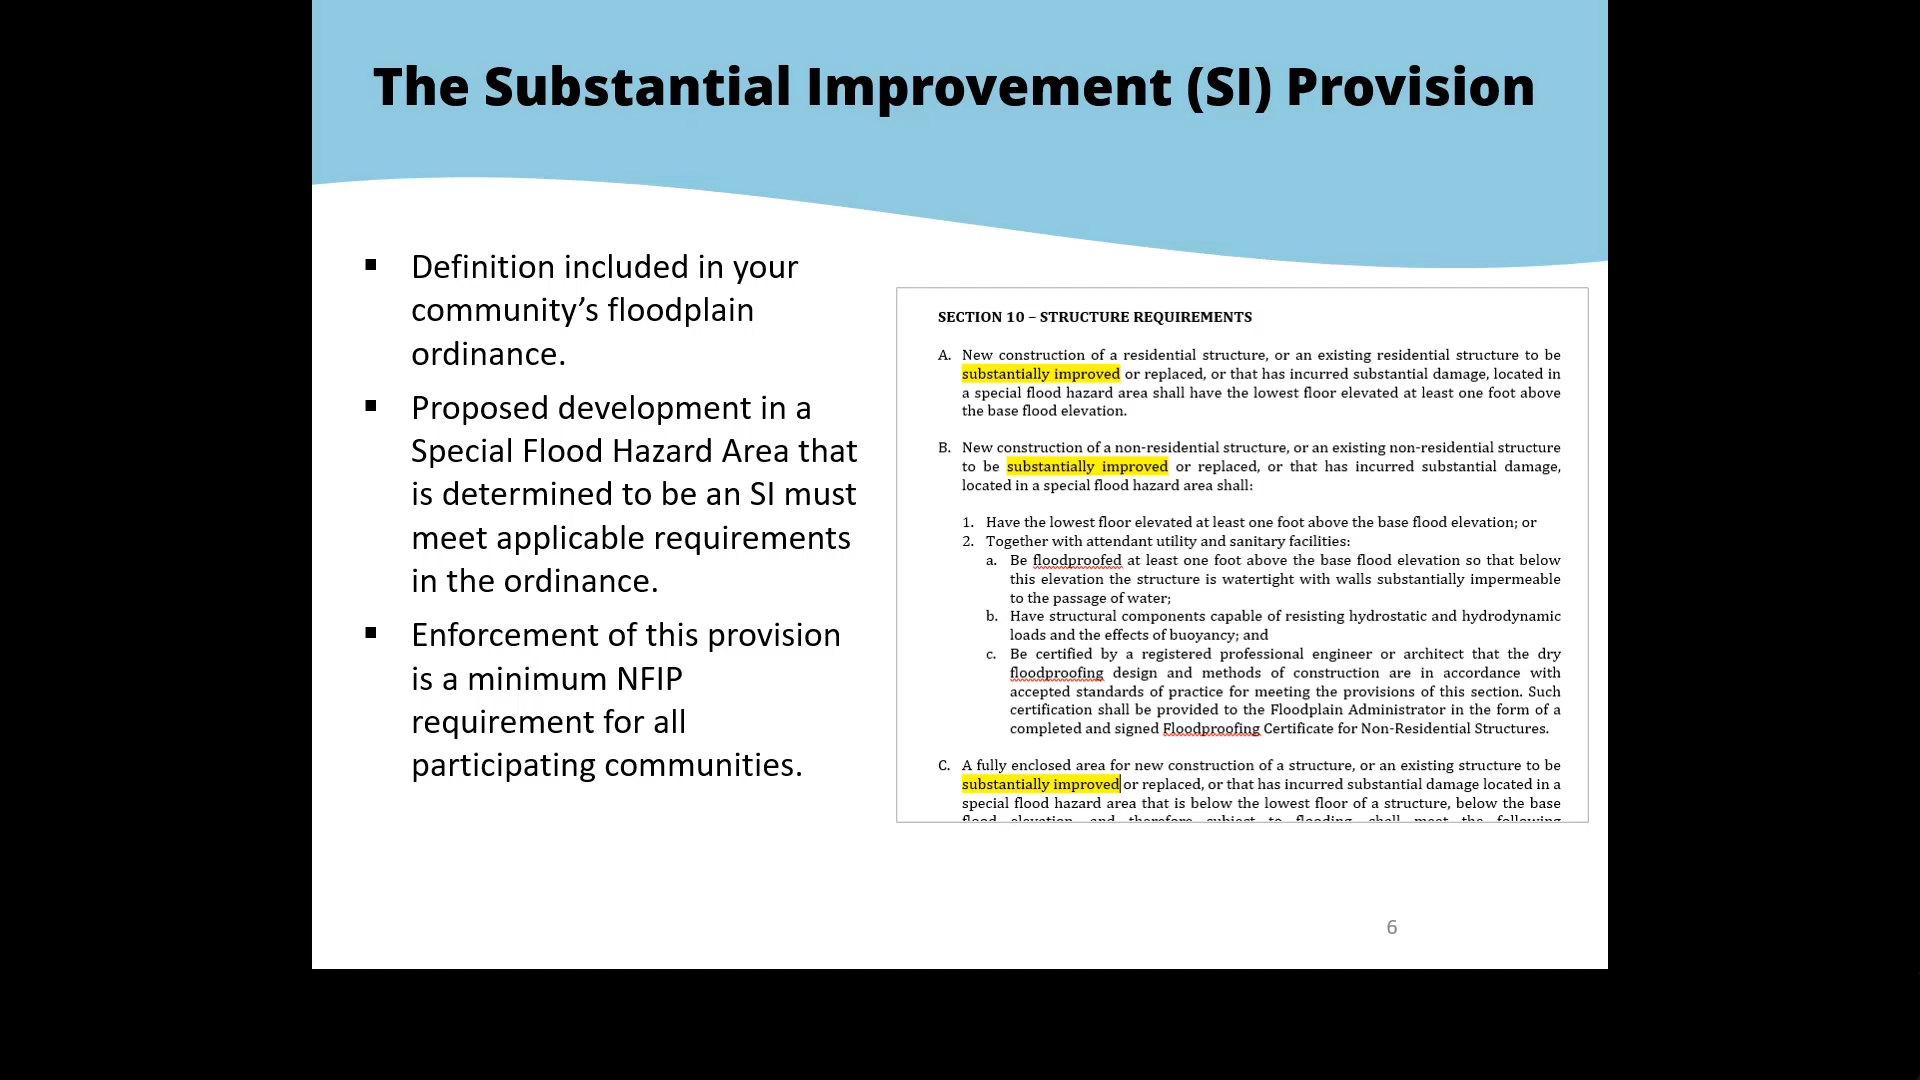 The Substantial Improvement (SI) Provision
▪ Definition included in your
community’s floodplain
ordinance.
▪ Proposed development in a
Special Flood Hazard Area that
is determined to be an SI must
meet applicable requirements
in the ordinance.
▪ Enforcement of this provision
is a minimum NFIP
requirement for all
participating communities.
SECTION 10 – STRUCTURE REQUIREMENTS
A. New construction of a residential structure, or an existing residential structure to be
substantially improved or replaced, or that has incurred substantial damage, located in
a special flood hazard area shall have the lowest floor elevated at least one foot above
the base flood elevation.
B. New construction of a non-residential structure, or an existing non-residential structure
to be substantially improved or replaced, or that has incurred substantial damage,
located in a special flood hazard area shall:
1. Have the lowest floor elevated at least one foot above the base flood elevation; or
2. Together with attendant utility and sanitary facilities:
a. Be floodproofed at least one foot above the base flood elevation so that below
this elevation the structure is watertight with walls substantially impermeable
to the passage of water;
b. Have structural components capable of resisting hydrostatic and hydrodynamic
loads and the effects of buoyancy; and
c. Be certified by a registered professional engineer or architect that the dry
floodproofing design and methods of construction are in accordance with
accepted standards of practice for meeting the provisions of this section. Such
certification shall be provided to the Floodplain Administrator in the form of a
completed and signed Floodproofing Certificate for Non-Residential Structures.
C. A fully enclosed area for new construction of a structure, or an existing structure to be
substantially improved or replaced, or that has incurred substantial damage located in a
special flood hazard area that is below the lowest floor of a structure, below the base
flood elevation, and therefore subject to flooding, shall meet the following
6